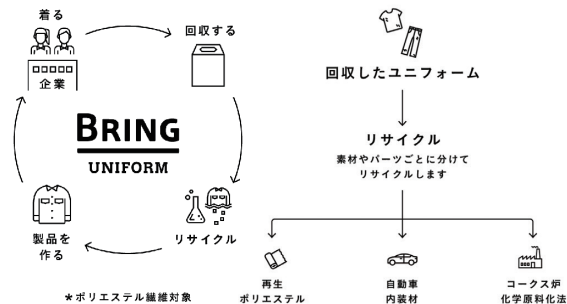 着る
回収する
企業
BRING
UNIFORM
製品を
作る
リサイクル
*ポリエステル繊維対象
回収したユニフォーム
リサイクル
素材やパーツごとに分けて
リサイクルします
再生
ポリエステル
自動車
内装材
コークス炉
化学原料化法